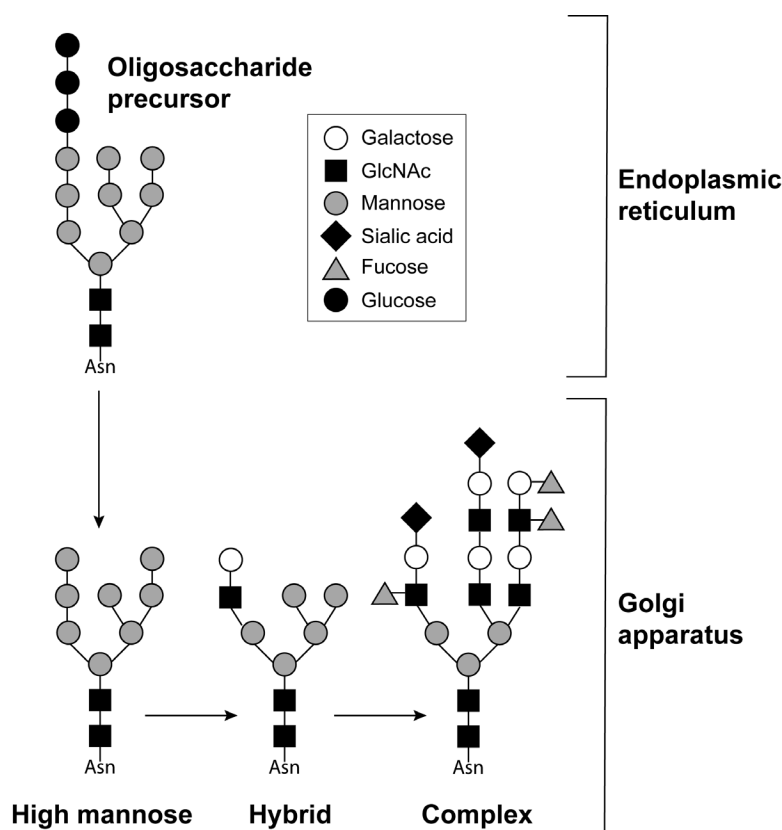 Oligosaccharide
precursor
Galactose
GlcNAc
Mannose
Sialic acid
Fucose
Glucose
Endoplasmic
reticulum
Asn
Golgi
apparatus
Asn
Asn
Asn
High mannose
Hybrid
Complex